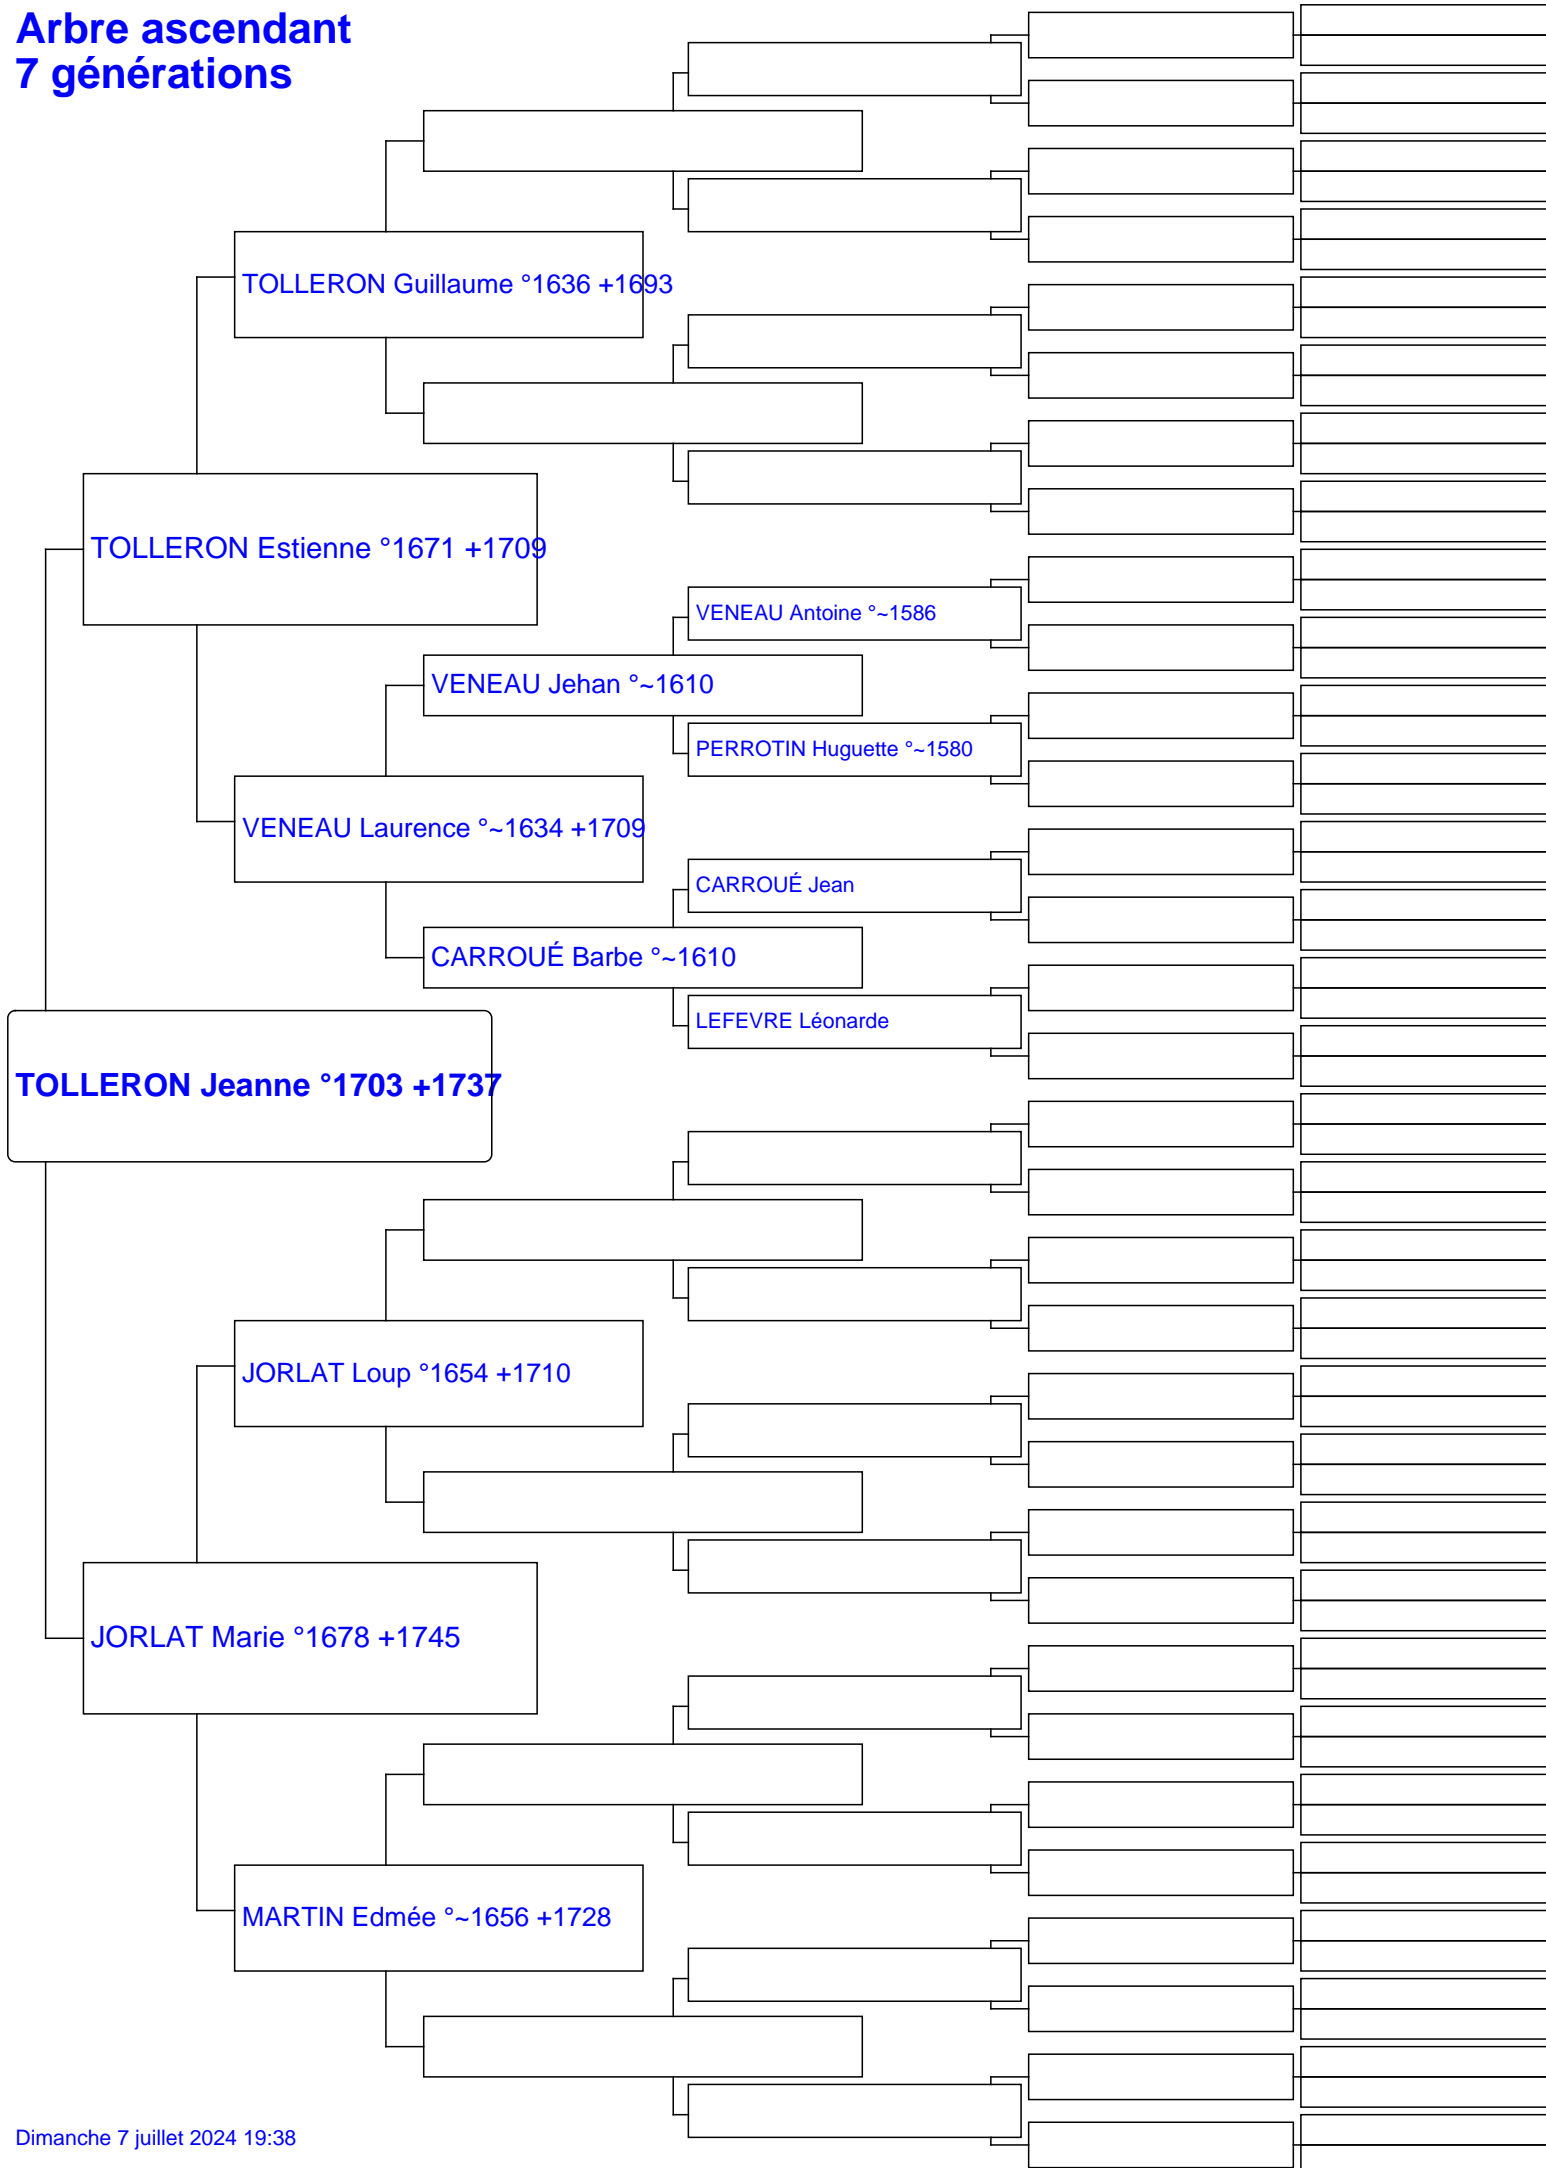 Arbre ascendant
7 générations
TOLLERON Guillaume °1636 +1693
TOLLERON Estienne °1671 +1709
VENEAU Antoine °~1586
VENEAU Jehan °~1610
PERROTIN Huguette °~1580
VENEAU Laurence °~1634 +1709
CARROUÉ Jean
CARROUÉ Barbe °~1610
LEFEVRE Léonarde
TOLLERON Jeanne °1703 +1737
JORLAT Loup °1654 +1710
JORLAT Marie °1678 +1745
MARTIN Edmée °~1656 +1728
Dimanche 7 juillet 2024 19:38